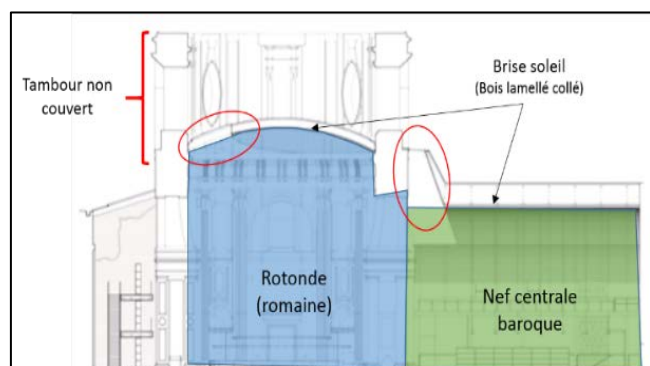 Tambour non
couvert
Brise soleil
(Bois lamellé collé)
Rotonde
(romaine)
Nef centrale
baroque